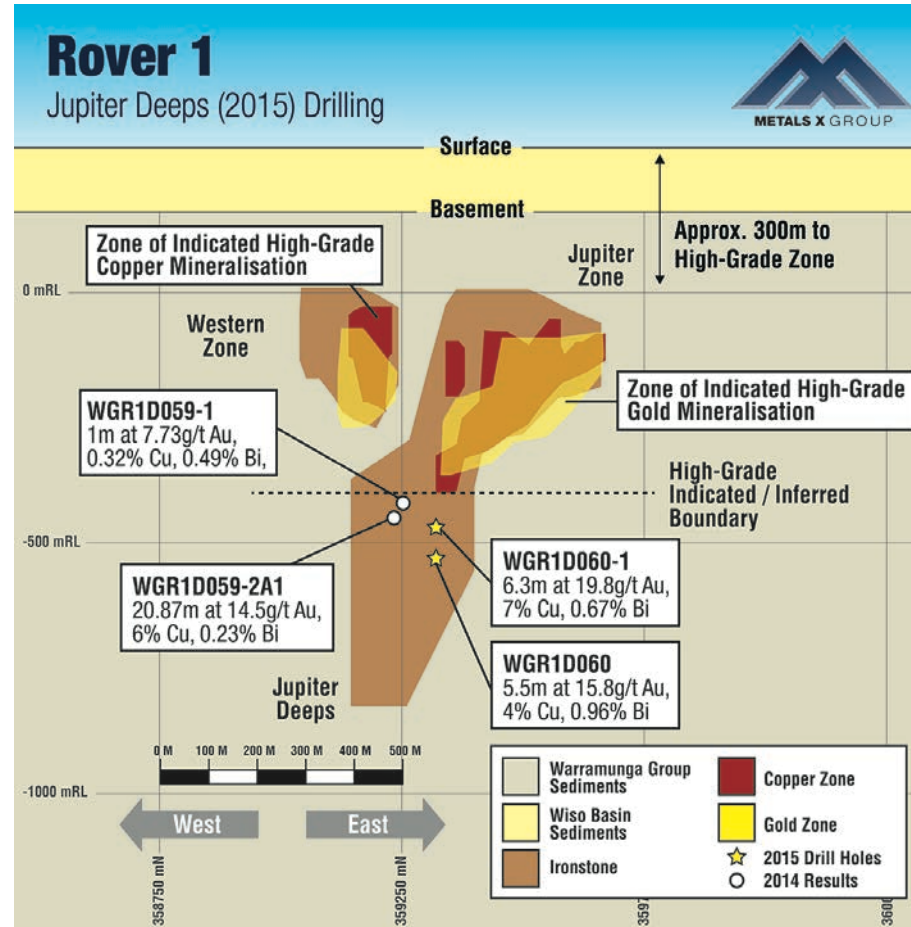 Rover 1
Jupiter Deeps (2015) Drilling
METALS X GROUP
Surface
Basement
Approx. 300m to
High-Grade Zone
Zone of Indicated High-Grade
Copper Mineralisation
Jupiter
Zone
0 mRL
Western
Zone
Zone of Indicated High-Grade
Gold Mineralisation
WGR1D059-1
1m at 7.73g/t Au,
0.32% Cu, 0.49% Bi,
High-Grade
Indicated / Inferred
Boundary
-500 mRL
WGR1D060-1
6.3m at 19.8g/t Au,
7% Cu, 0.67% Bi
WGR1D059-2A1
20.87m at 14.5g/t Au,
6% Cu, 0.23% Bi
WGR1D060
5.5m at 15.8g/t Au,
4% Cu, 0.96% Bi
Jupiter
Deeps
0 M 100 M 200 M 300 M 400 M 500 M
-1000 mRL
West East
Warramunga Group
Sediments
Wiso Basin
Sediments
Ironstone
Copper Zone
Gold Zone
2015 Drill Holes
2014 Results
358750 mN
359250 mN